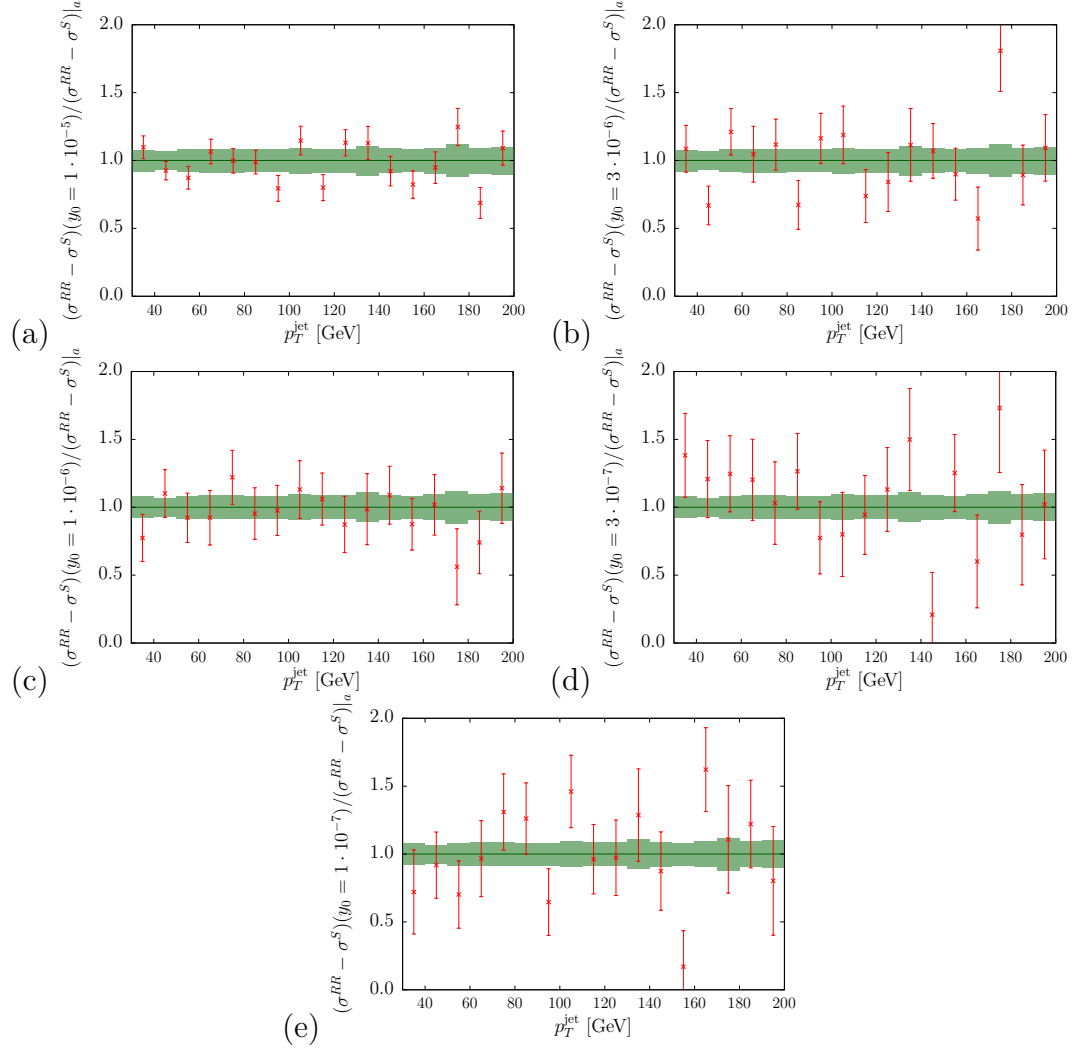 (σ^{RR} − σ^S)(y_0 = 1 · 10^{−5})/(σ^{RR} − σ^S)|_a
2.0
1.5
1.0
0.5
0.0
40 60 80 100 120 140 160 180 200
p_T^{jet} [GeV]
(a)
(σ^{RR} − σ^S)(y_0 = 3 · 10^{−6})/(σ^{RR} − σ^S)|_a
2.0
1.5
1.0
0.5
0.0
40 60 80 100 120 140 160 180 200
p_T^{jet} [GeV]
(b)
(σ^{RR} − σ^S)(y_0 = 1 · 10^{−6})/(σ^{RR} − σ^S)|_a
2.0
1.5
1.0
0.5
0.0
40 60 80 100 120 140 160 180 200
p_T^{jet} [GeV]
(c)
(σ^{RR} − σ^S)(y_0 = 3 · 10^{−7})/(σ^{RR} − σ^S)|_a
2.0
1.5
1.0
0.5
0.0
40 60 80 100 120 140 160 180 200
p_T^{jet} [GeV]
(d)
(σ^{RR} − σ^S)(y_0 = 1 · 10^{−7})/(σ^{RR} − σ^S)|_a
2.0
1.5
1.0
0.5
0.0
40 60 80 100 120 140 160 180 200
p_T^{jet} [GeV]
(e)